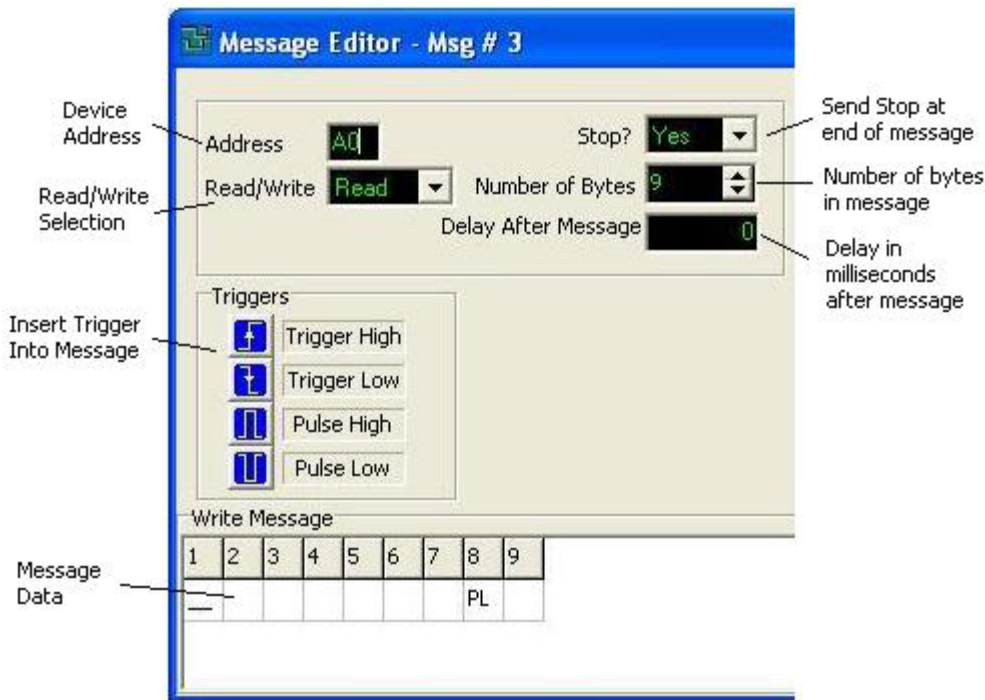 Message Editor - Msg # 3
Device
Address
Address
A0
Stop?
Yes
Send Stop at
end of message
Read/Write
Selection
Read/Write
Read
Number of Bytes
9
Number of bytes
in message
Delay After Message
0
Delay in
milliseconds
after message
Triggers
Insert Trigger
Into Message
Trigger High
Trigger Low
Pulse High
Pulse Low
Write Message
1 2 3 4 5 6 7 8 9
Message
Data
PL